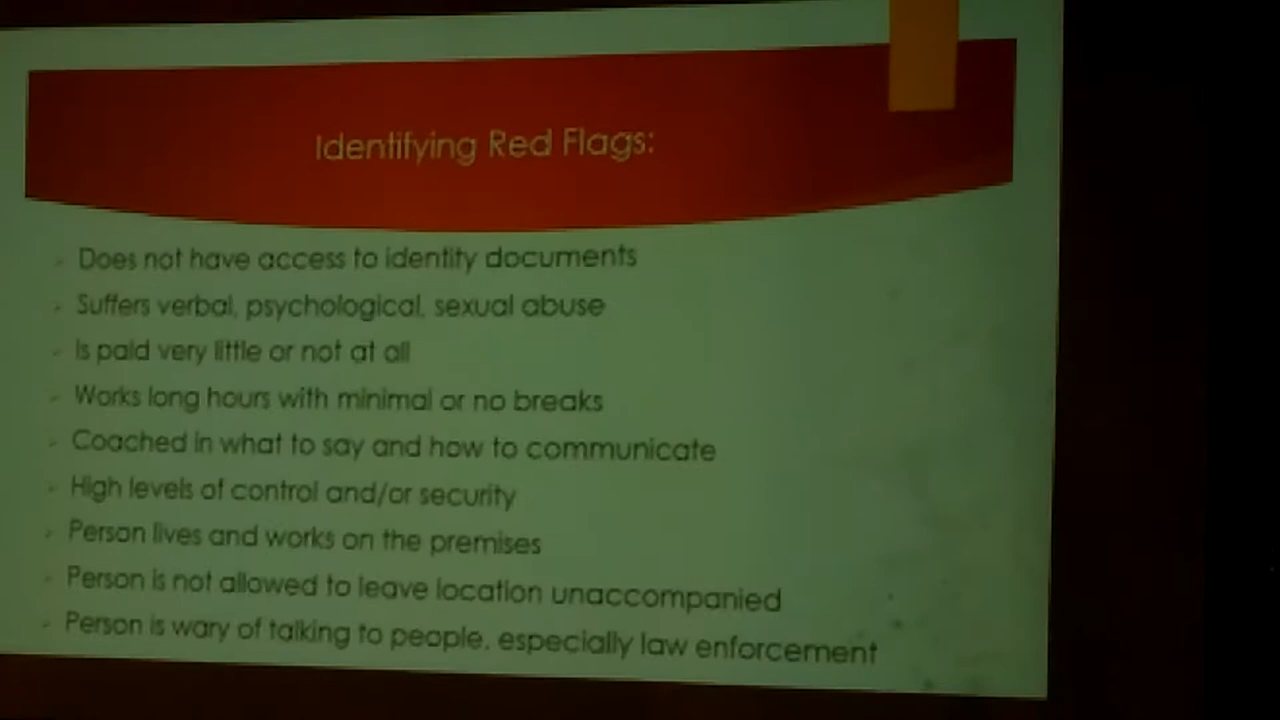 Identifying Red Flags:
Does not have access to identity documents
Suffers verbal, psychological, sexual abuse
Is paid very little or not at all
Works long hours with minimal or no breaks
Coached in what to say and how to communicate
High levels of control and/or security
Person lives and works on the premises
Person is not allowed to leave location unaccompanied
Person is wary of talking to people, especially law enforcement